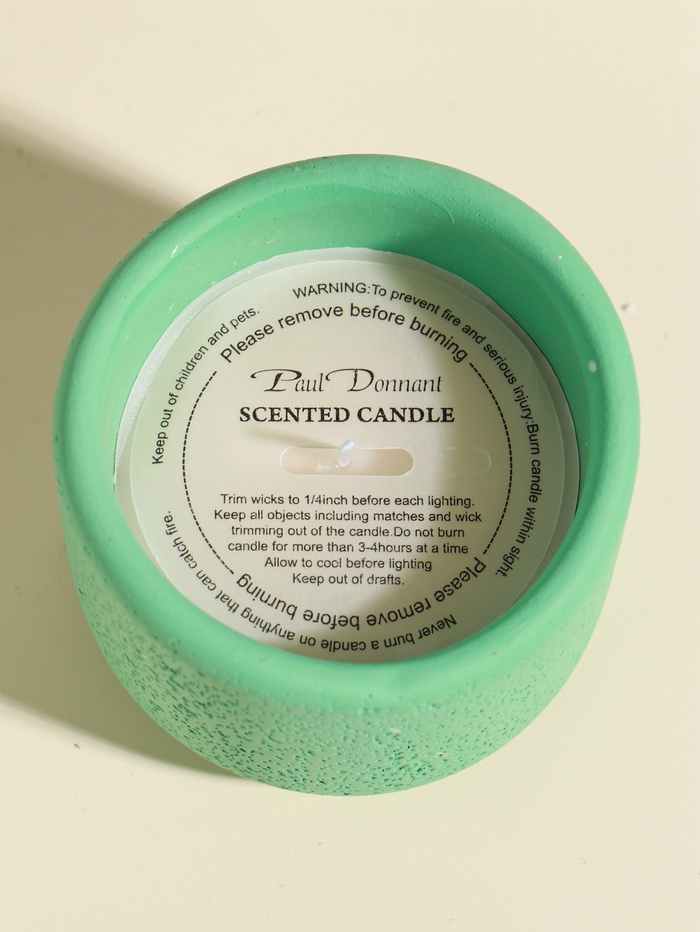 WARNING:To prevent fire and serious injury:Burn candle within sight.
Never burn a candle on anything that can catch fire.
Keep out of children and pets.
Please remove before burning
Paul Donnant
SCENTED CANDLE
Trim wicks to 1/4inch before each lighting.
Keep all objects including matches and wick
trimming out of the candle.Do not burn
candle for more than 3-4hours at a time
Allow to cool before lighting
Keep out of drafts.
Please remove before burning